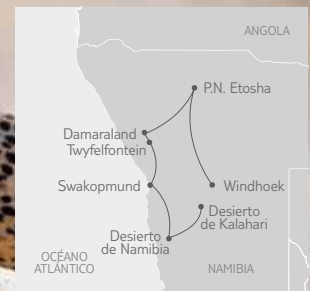 ANGOLA
P.N. Etosha
Damaraland
Twyfelfontein
Swakopmund
Windhoek
Desierto
de Kalahari
Desierto
de Namibia
OCÉANO
ATLÁNTICO
NAMIBIA